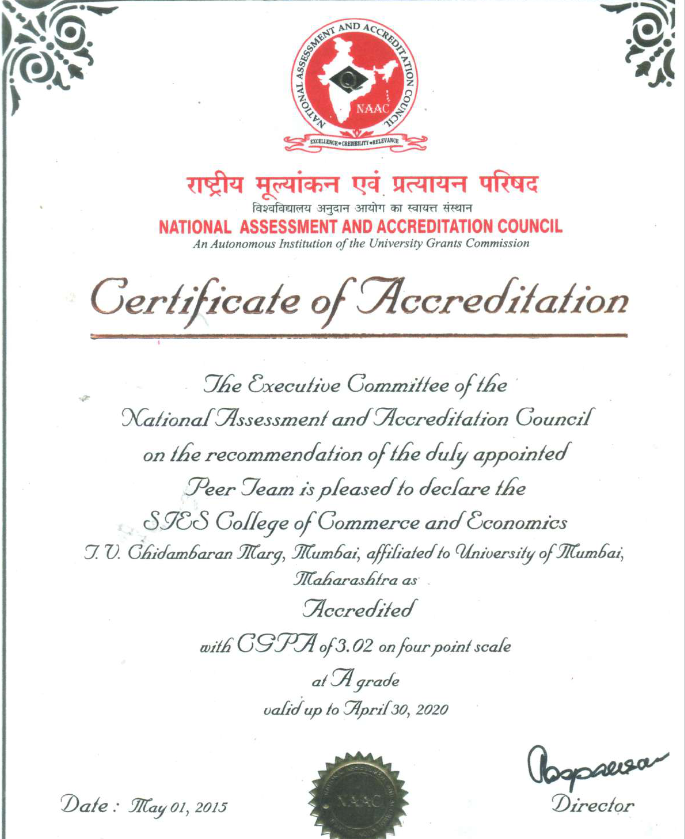 NATIONAL ASSESSMENT AND ACCREDITATION COUNCIL
NAAC
EXCELLENCE • CREDIBILITY • RELEVANCE
राष्ट्रीय मूल्यांकन एवं प्रत्यायन परिषद
विश्वविद्यालय अनुदान आयोग का स्वायत्त संस्थान
NATIONAL ASSESSMENT AND ACCREDITATION COUNCIL
An Autonomous Institution of the University Grants Commission
Certificate of Accreditation
The Executive Committee of the
National Assessment and Accreditation Council
on the recommendation of the duly appointed
Peer Team is pleased to declare the
SIES College of Commerce and Economics
T. V. Chidambaran Marg, Mumbai, affiliated to University of Mumbai,
Maharashtra as
Accredited
with CGPA of 3.02 on four point scale
at A grade
valid up to April 30, 2020
Date : May 01, 2015
NAAC
Director